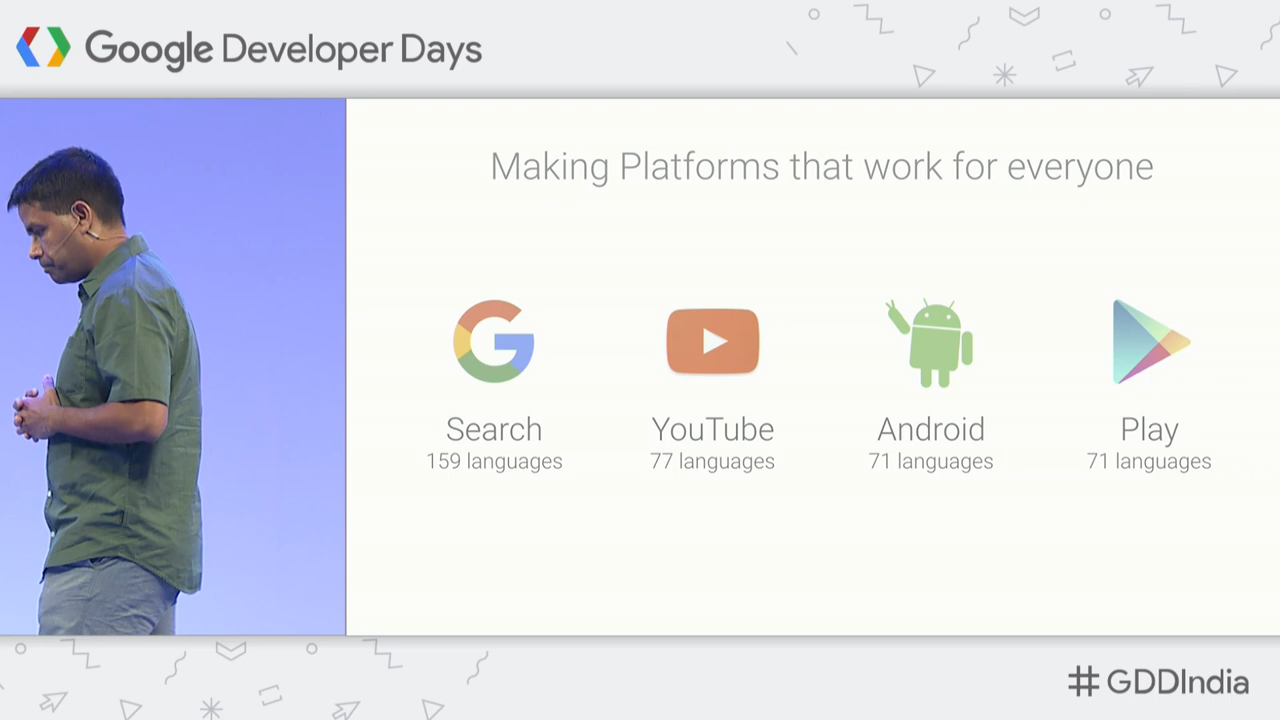 Google Developer Days
Making Platforms that work for everyone
Search
159 languages
YouTube
77 languages
Android
71 languages
Play
71 languages
#GDDIndia